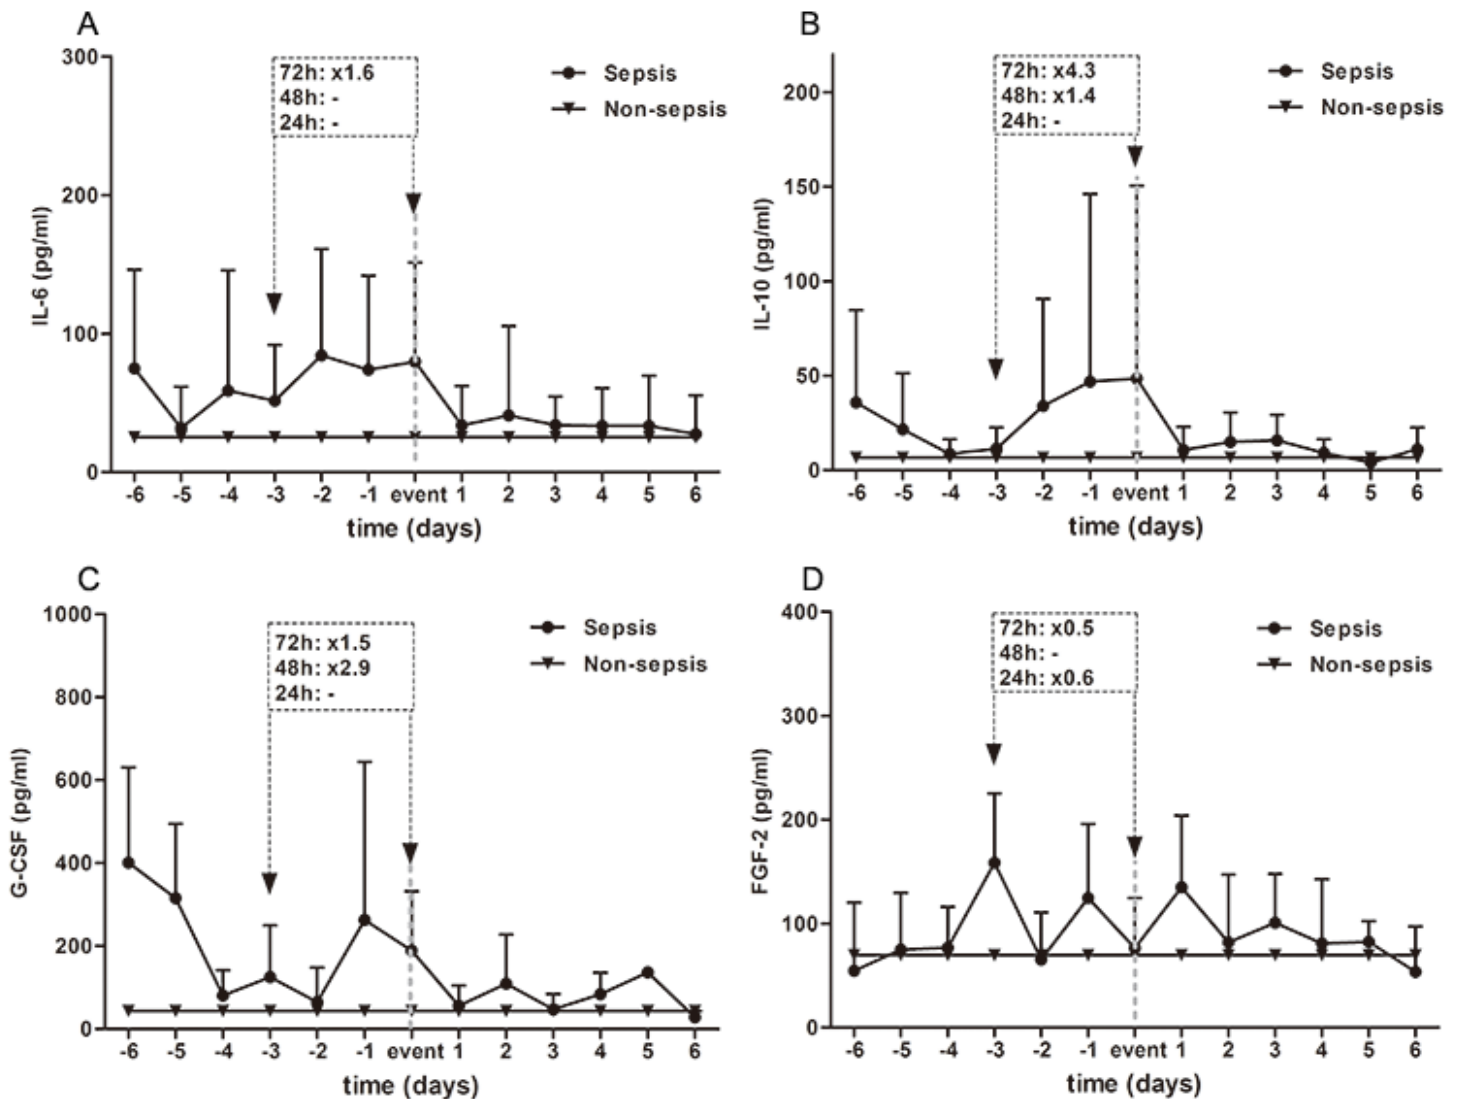 A
300
200
100
0
IL-6 (pg/ml)
72h: x1.6
48h: -
24h: -
Sepsis
Non-sepsis
-6 -5 -4 -3 -2 -1 event 1 2 3 4 5 6
time (days)
B
200
150
100
50
0
IL-10 (pg/ml)
72h: x4.3
48h: x1.4
24h: -
Sepsis
Non-sepsis
-6 -5 -4 -3 -2 -1 event 1 2 3 4 5 6
time (days)
C
1000
800
600
400
200
0
G-CSF (pg/ml)
72h: x1.5
48h: x2.9
24h: -
Sepsis
Non-sepsis
-6 -5 -4 -3 -2 -1 event 1 2 3 4 5 6
time (days)
D
400
300
200
100
0
FGF-2 (pg/ml)
72h: x0.5
48h: -
24h: x0.6
Sepsis
Non-sepsis
-6 -5 -4 -3 -2 -1 event 1 2 3 4 5 6
time (days)